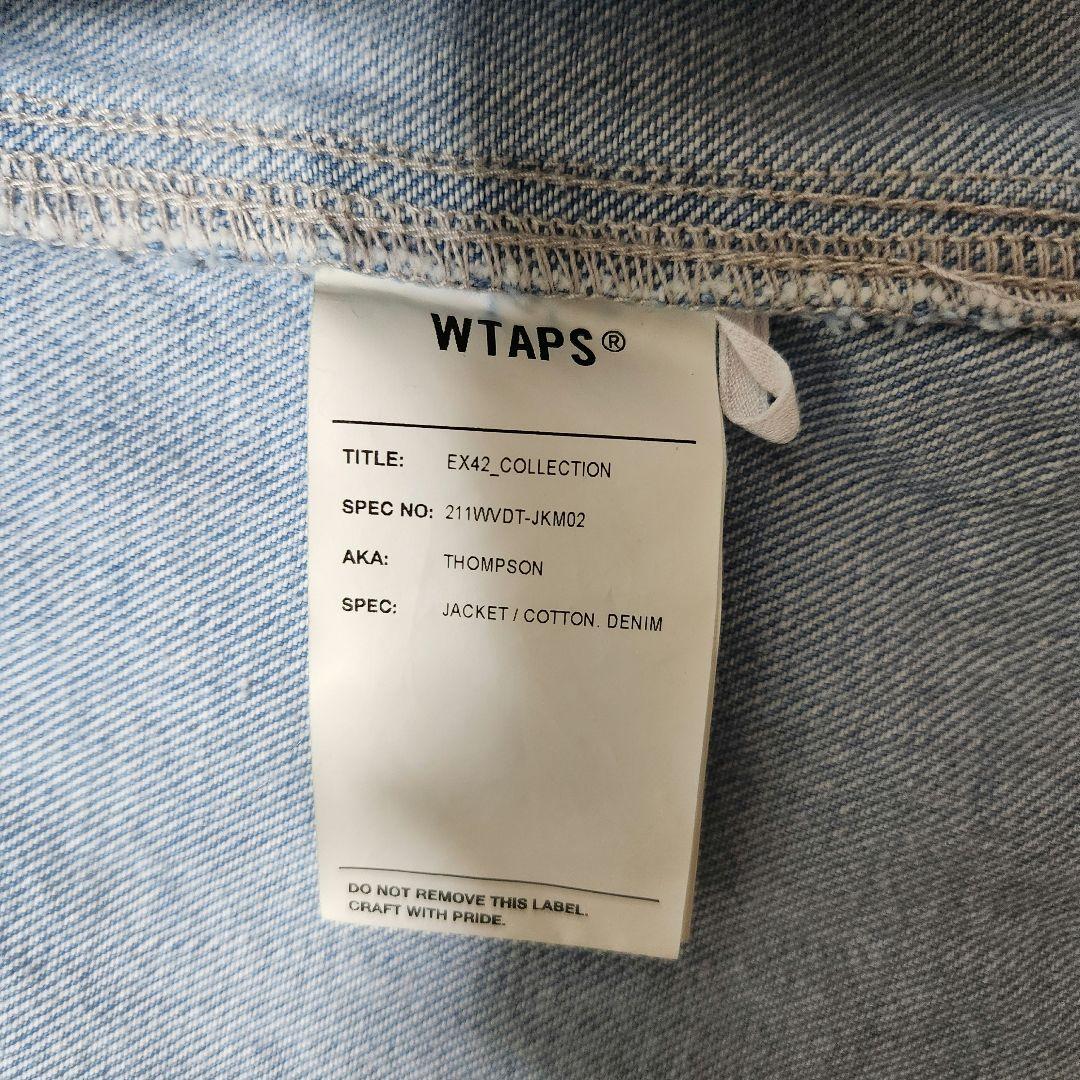 WTAPS®
TITLE: EX42_COLLECTION
SPEC NO: 211WVDT-JKM02
AKA: THOMPSON
SPEC: JACKET / COTTON. DENIM
DO NOT REMOVE THIS LABEL.
CRAFT WITH PRIDE.